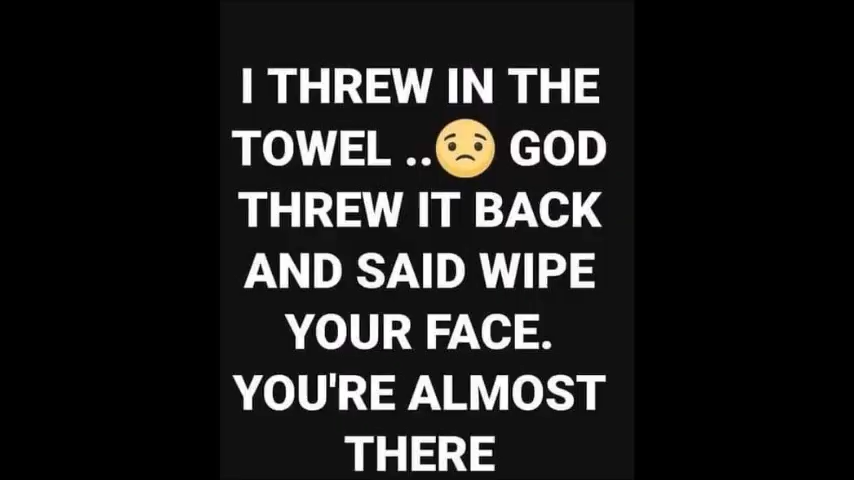 I THREW IN THE
TOWEL ..😟 GOD
THREW IT BACK
AND SAID WIPE
YOUR FACE.
YOU'RE ALMOST
THERE